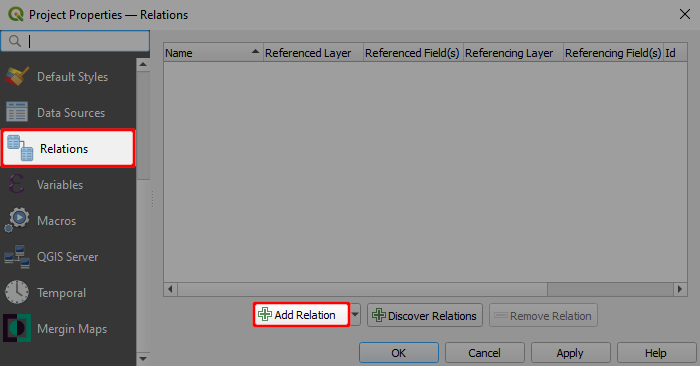 Project Properties — Relations
Name Referenced Layer Referenced Field(s) Referencing Layer Referencing Field(s) Id
Default Styles
Data Sources
Relations
Variables
Macros
QGIS Server
Temporal
Mergin Maps
Add Relation Discover Relations Remove Relation
OK Cancel Apply Help